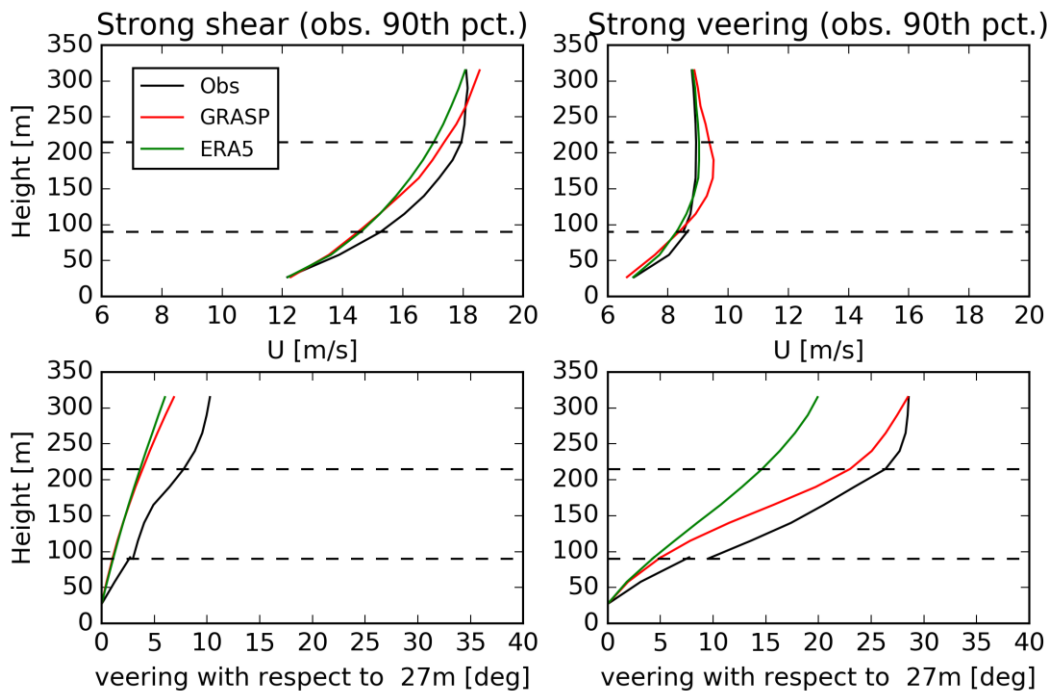 Strong shear (obs. 90th pct.)
350
300
250
200
150
100
50
0
Height [m]
Obs
GRASP
ERA5
6 8 10 12 14 16 18 20
U [m/s]
Strong veering (obs. 90th pct.)
350
300
250
200
150
100
50
0
6 8 10 12 14 16 18 20
U [m/s]
350
300
250
200
150
100
50
0
Height [m]
0 5 10 15 20 25 30 35 40
veering with respect to 27m [deg]
350
300
250
200
150
100
50
0
0 5 10 15 20 25 30 35 40
veering with respect to 27m [deg]